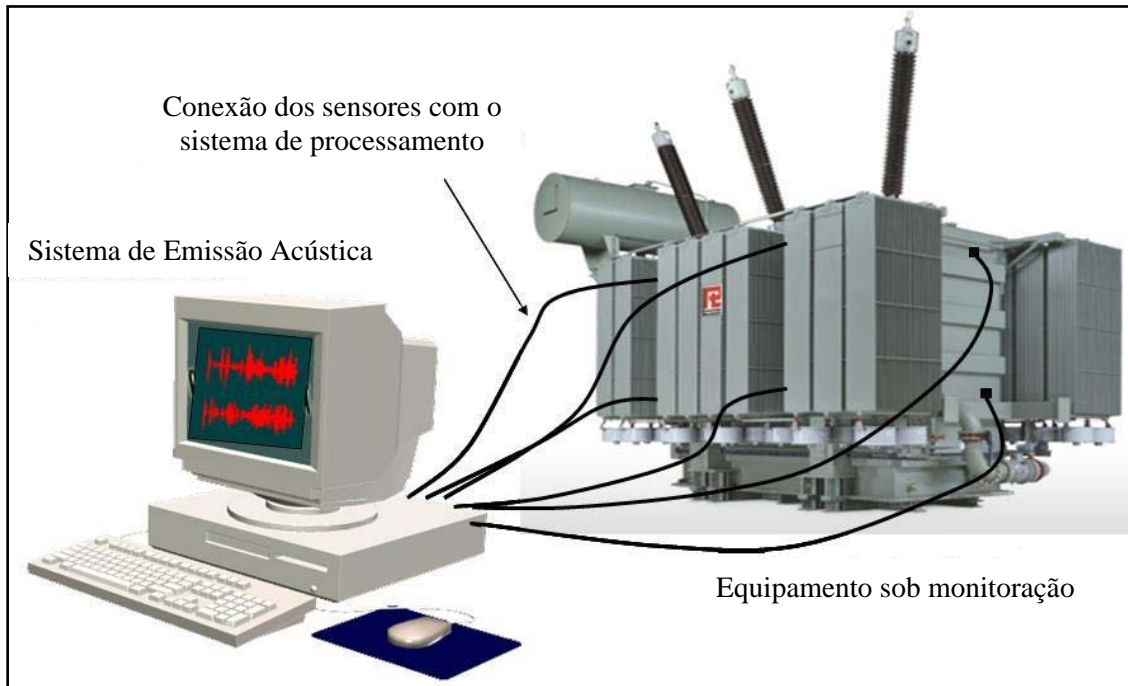 Conexão dos sensores com o
sistema de processamento
Sistema de Emissão Acústica
Equipamento sob monitoração